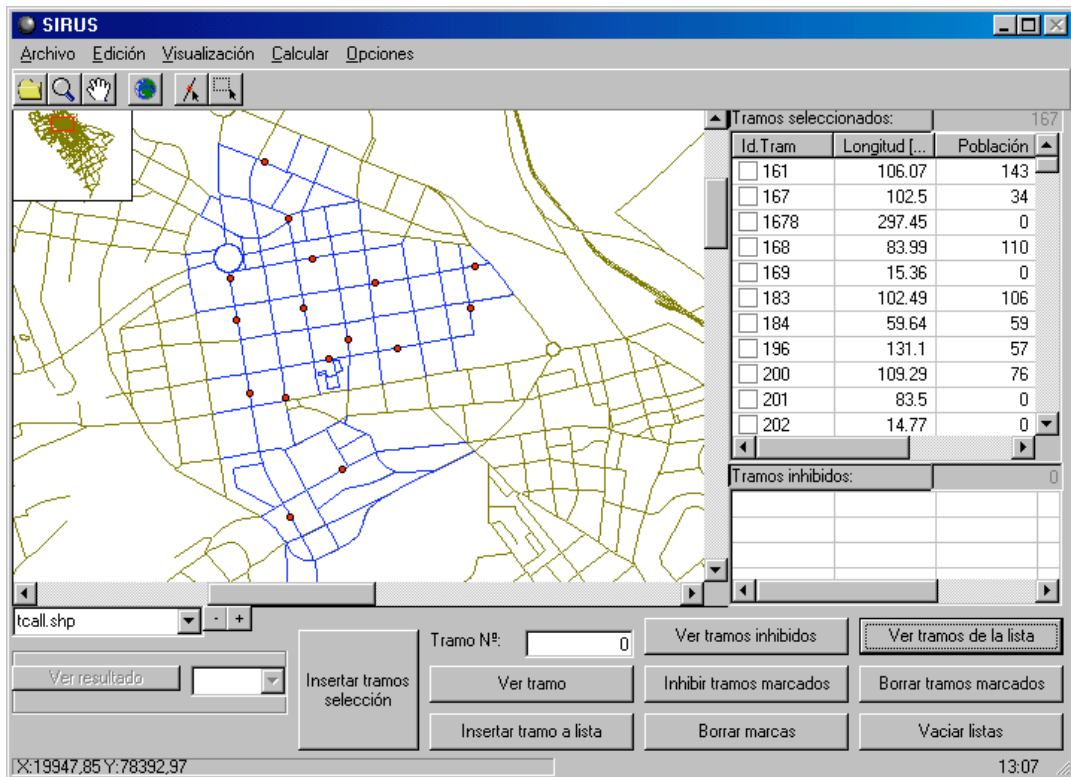 SIRUS
Archivo Edición Visualización Calcular Opciones
Tramos seleccionados: 167
Id.Tram Longitud [... Población
161 106.07 143
167 102.5 34
1678 297.45 0
168 83.99 110
169 15.36 0
183 102.49 106
184 59.64 59
196 131.1 57
200 109.29 76
201 83.5 0
202 14.77 0
Tramos inhibidos: 0
tcall.shp - +
Ver resultado
Insertar tramos
selección
Tramo Nº: 0
Ver tramos inhibidos
Ver tramos de la lista
Ver tramo
Inhibir tramos marcados
Borrar tramos marcados
Insertar tramo a lista
Borrar marcas
Vaciar listas
X:19947,85 Y:78392,97
13:07